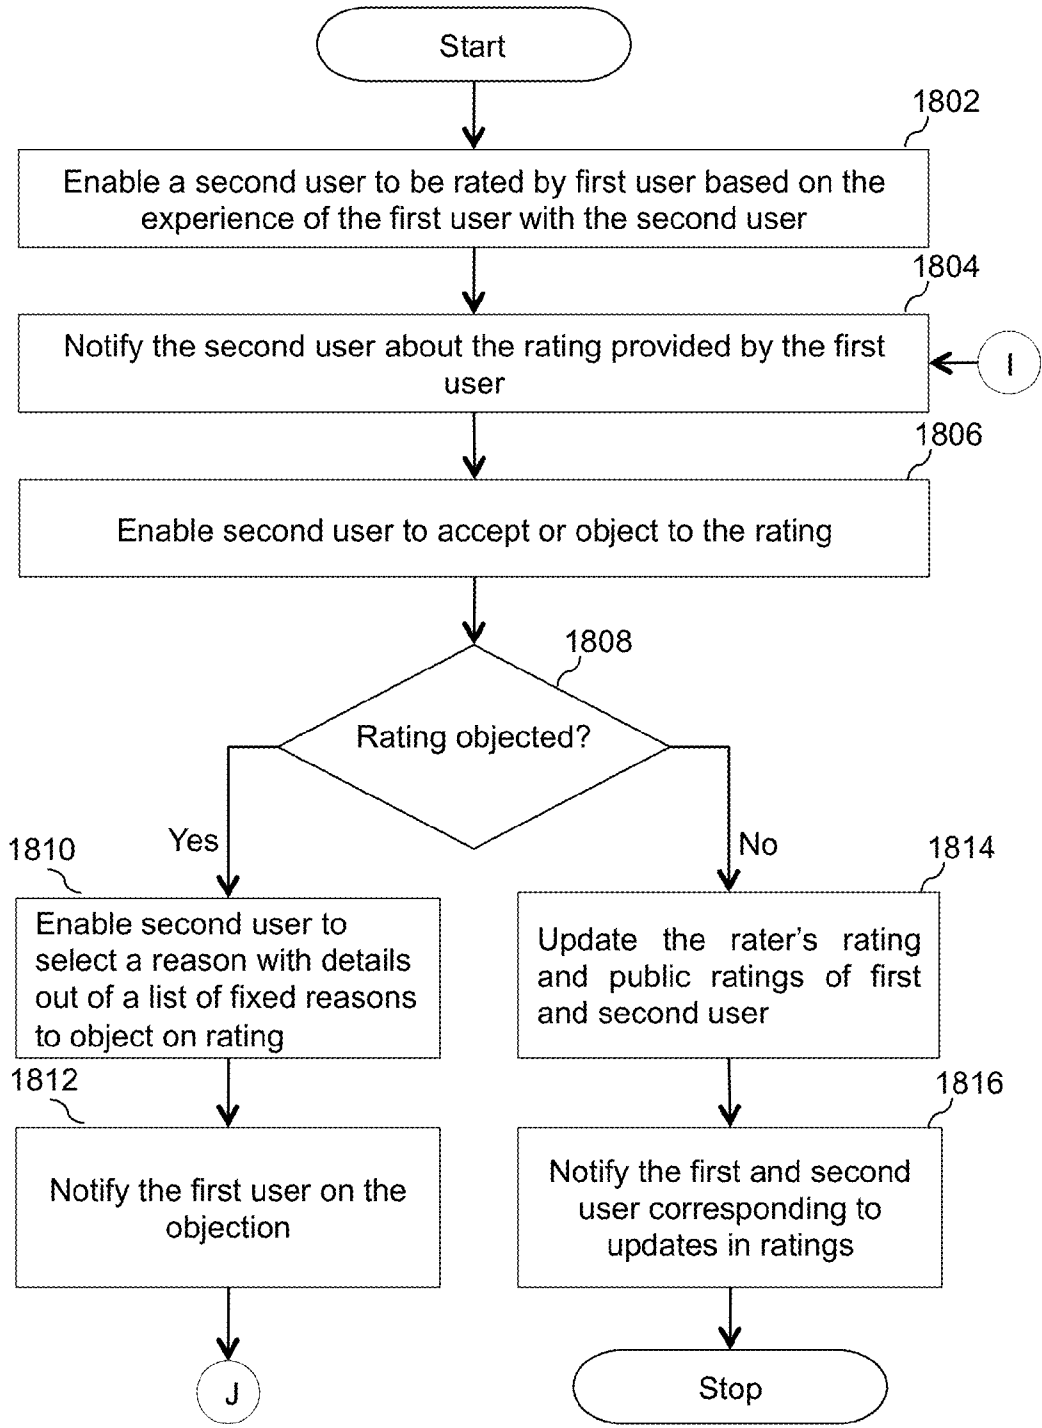 Start
1802
Enable a second user to be rated by first user based on the
experience of the first user with the second user
1804
Notify the second user about the rating provided by the first
user
I
1806
Enable second user to accept or object to the rating
1808
Rating objected?
Yes
No
1810
Enable second user to
select a reason with details
out of a list of fixed reasons
to object on rating
1814
Update the rater's rating
and public ratings of first
and second user
1812
Notify the first user on the
objection
1816
Notify the first and second
user corresponding to
updates in ratings
J
Stop